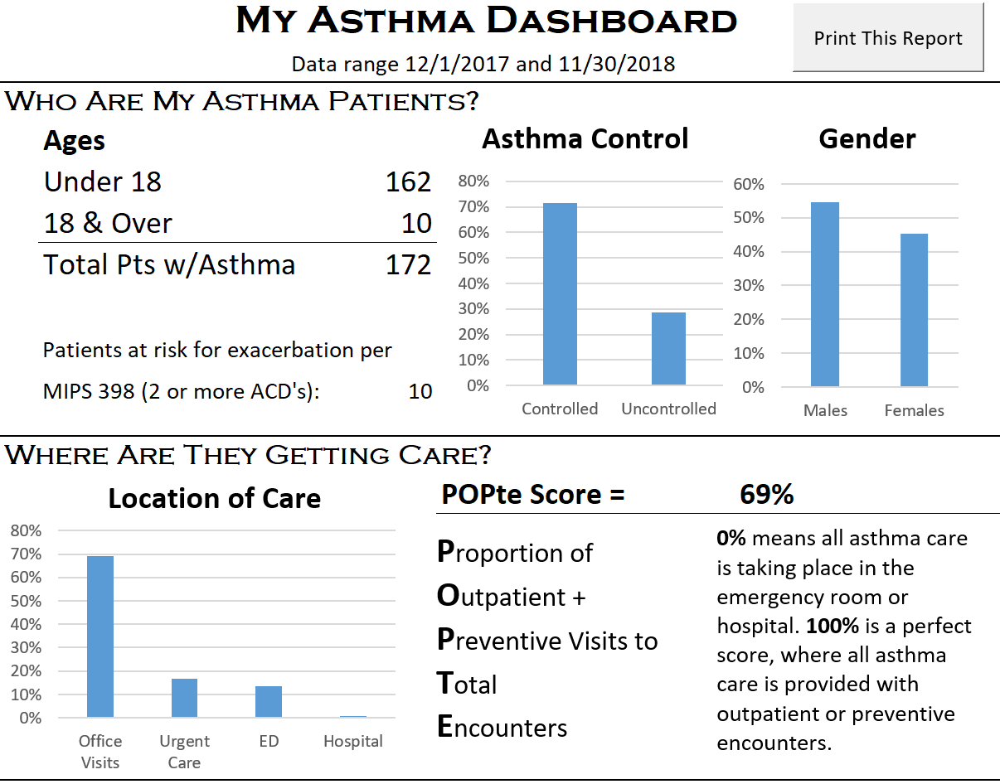 My Asthma Dashboard
Print This Report
Data range 12/1/2017 and 11/30/2018
Who Are My Asthma Patients?
Ages
Under 18 162
18 & Over 10
Total Pts w/Asthma 172
Patients at risk for exacerbation per
MIPS 398 (2 or more ACD's): 10
Asthma Control
80%
70%
60%
50%
40%
30%
20%
10%
0%
Controlled Uncontrolled
Gender
60%
50%
40%
30%
20%
10%
0%
Males Females
Where Are They Getting Care?
Location of Care
80%
70%
60%
50%
40%
30%
20%
10%
0%
Office Visits
Urgent Care
ED
Hospital
POPte Score = 69%
Proportion of
Outpatient +
Preventive Visits to
Total
Encounters
0% means all asthma care
is taking place in the
emergency room or
hospital. 100% is a perfect
score, where all asthma
care is provided with
outpatient or preventive
encounters.